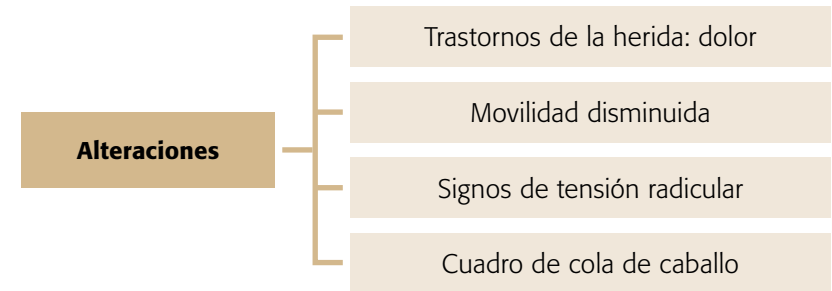 Alteraciones
Trastornos de la herida: dolor
Movilidad disminuida
Signos de tensión radicular
Cuadro de cola de caballo